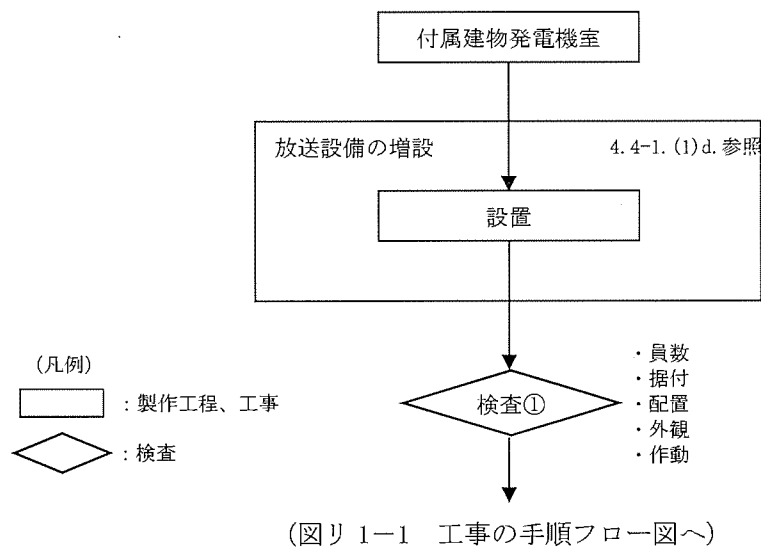 付属建物発電機室
放送設備の増設 4.4-1.(1)d.参照
設置
検査①
・員数
・据付
・配置
・外観
・作動
(凡例)
：製作工程、工事
：検査
(図リ 1－1 工事の手順フロー図へ)